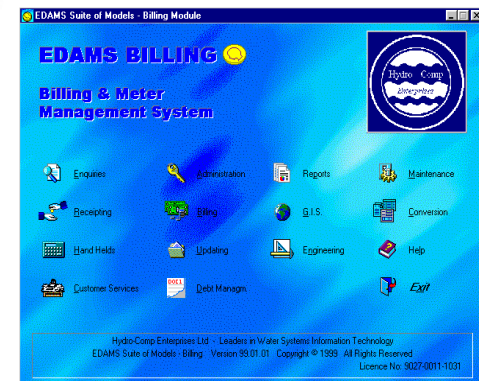 EDAMS Suite of Models - Billing Module
EDAMS BILLING
Billing & Meter
Management System
Hydro Comp
Enterprises
Enquiries
Administration
Reports
Maintenance
Receipting
Billing
G.I.S.
Conversion
Hand Helds
Updating
Engineering
Help
Customer Services
Debt Managm.
Exit
Hydro-Comp Enterprises Ltd - Leaders in Water Systems Information Technology
EDAMS Suite of Models - Billing Version 99.01.01 Copyright © 1999 All Rights Reserved
Licence No: 9027-0011-1031